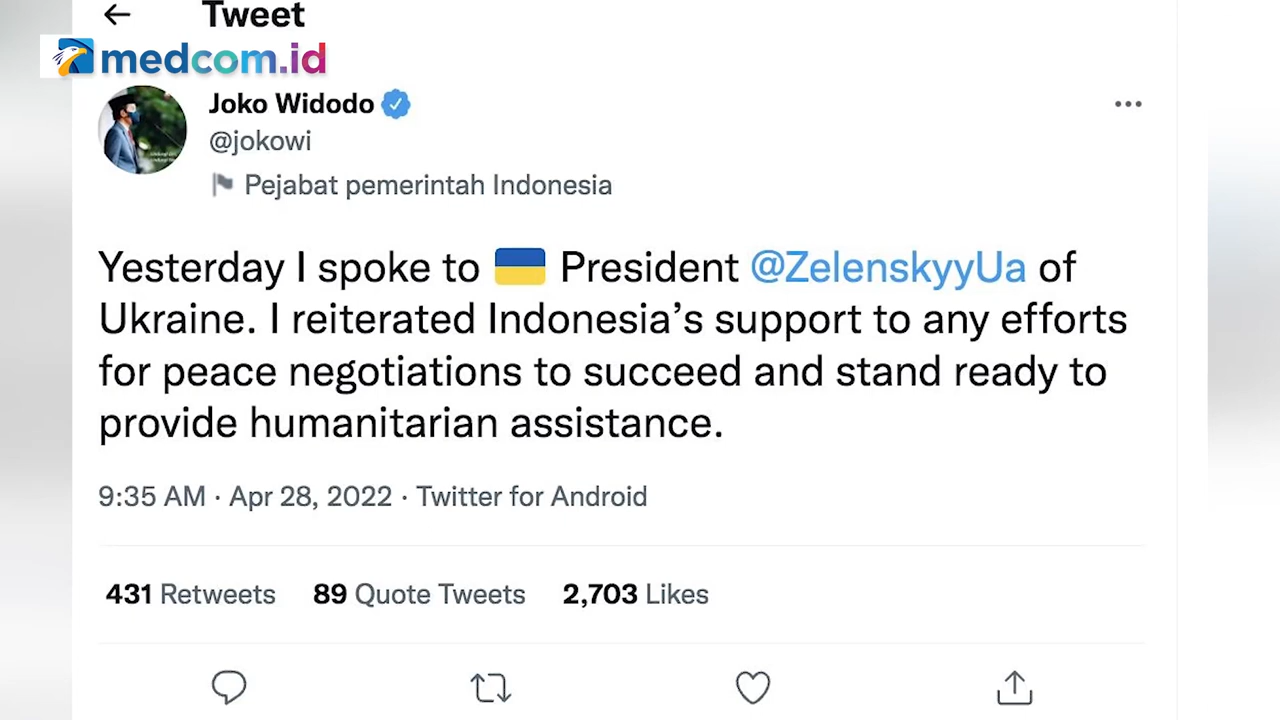 Tweet
medcom.id
Joko Widodo
@jokowi
Pejabat pemerintah Indonesia
Yesterday I spoke to 🇺🇦 President @ZelenskyyUa of
Ukraine. I reiterated Indonesia’s support to any efforts
for peace negotiations to succeed and stand ready to
provide humanitarian assistance.
9:35 AM · Apr 28, 2022 · Twitter for Android
431 Retweets 89 Quote Tweets 2,703 Likes